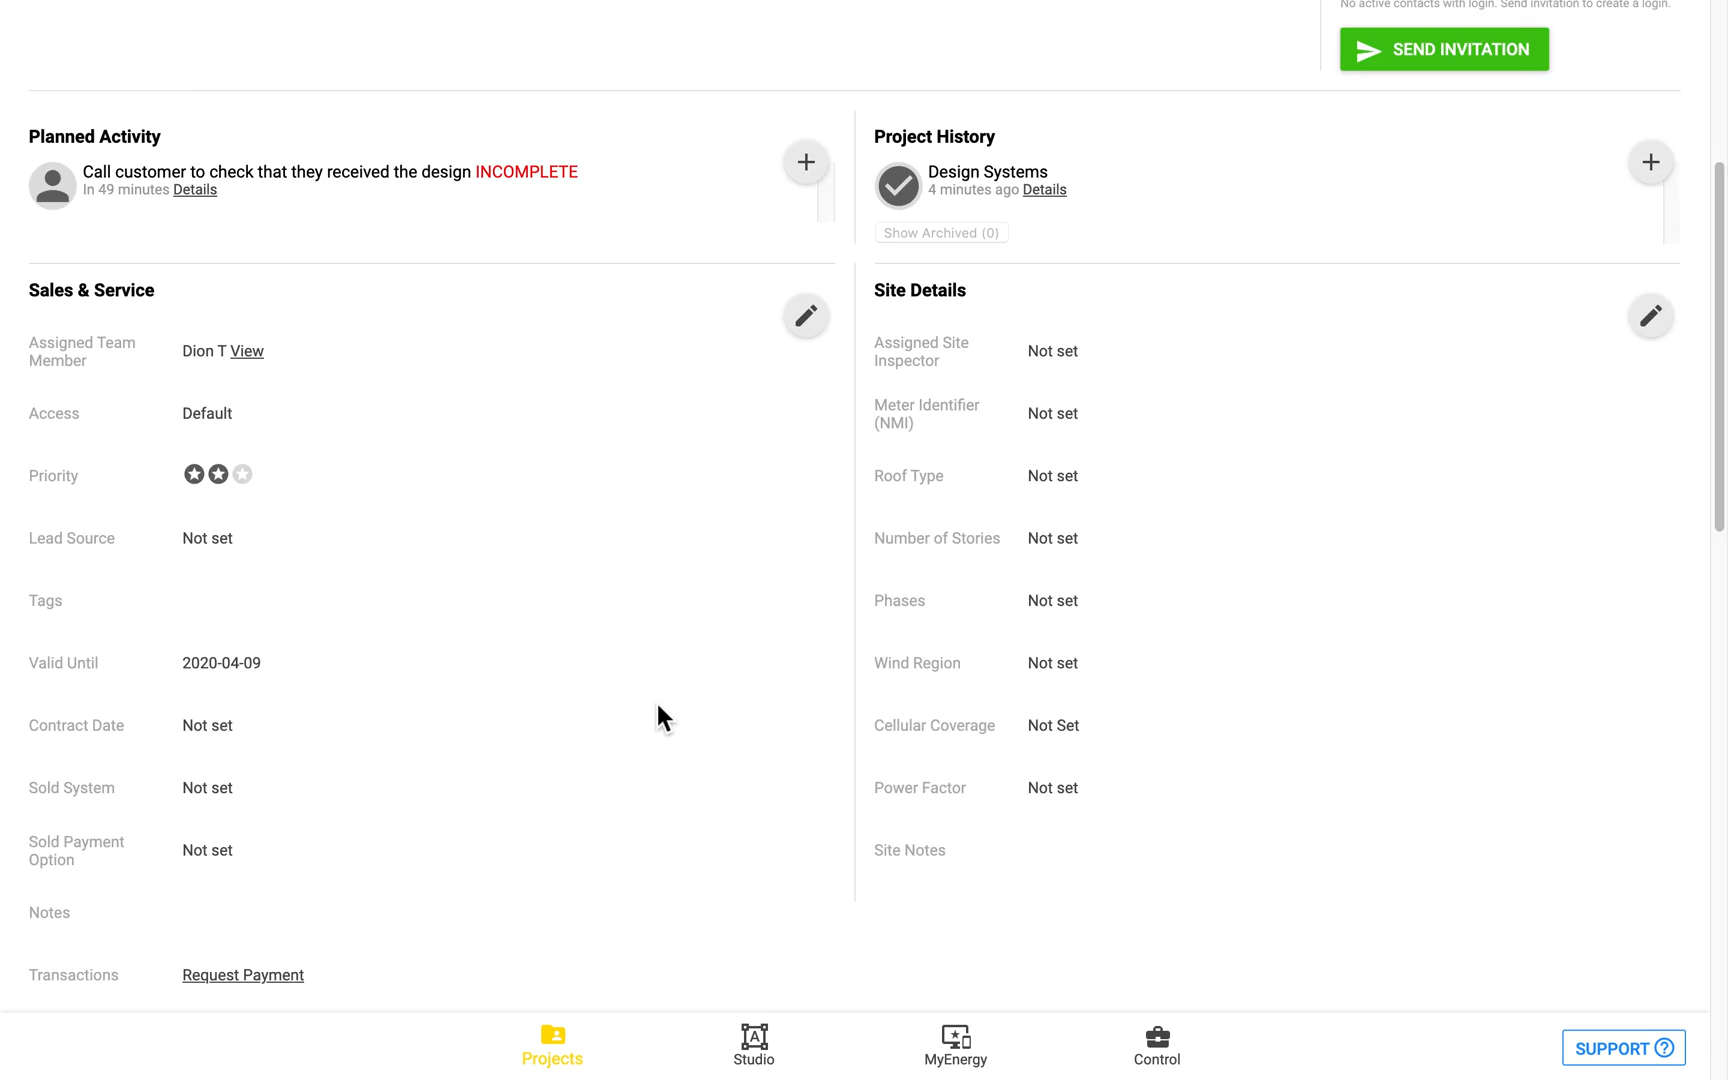 No active contacts with login. Send invitation to create a login.
SEND INVITATION
Planned Activity
Call customer to check that they received the design INCOMPLETE
In 49 minutes Details
Project History
Design Systems
4 minutes ago Details
Show Archived (0)
Sales & Service
Assigned Team
Member
Dion T View
Access
Default
Priority
Lead Source
Not set
Tags
Valid Until
2020-04-09
Contract Date
Not set
Sold System
Not set
Sold Payment
Option
Not set
Notes
Transactions
Request Payment
Site Details
Assigned Site
Inspector
Not set
Meter Identifier
(NMI)
Not set
Roof Type
Not set
Number of Stories
Not set
Phases
Not set
Wind Region
Not set
Cellular Coverage
Not Set
Power Factor
Not set
Site Notes
Projects
Studio
MyEnergy
Control
SUPPORT